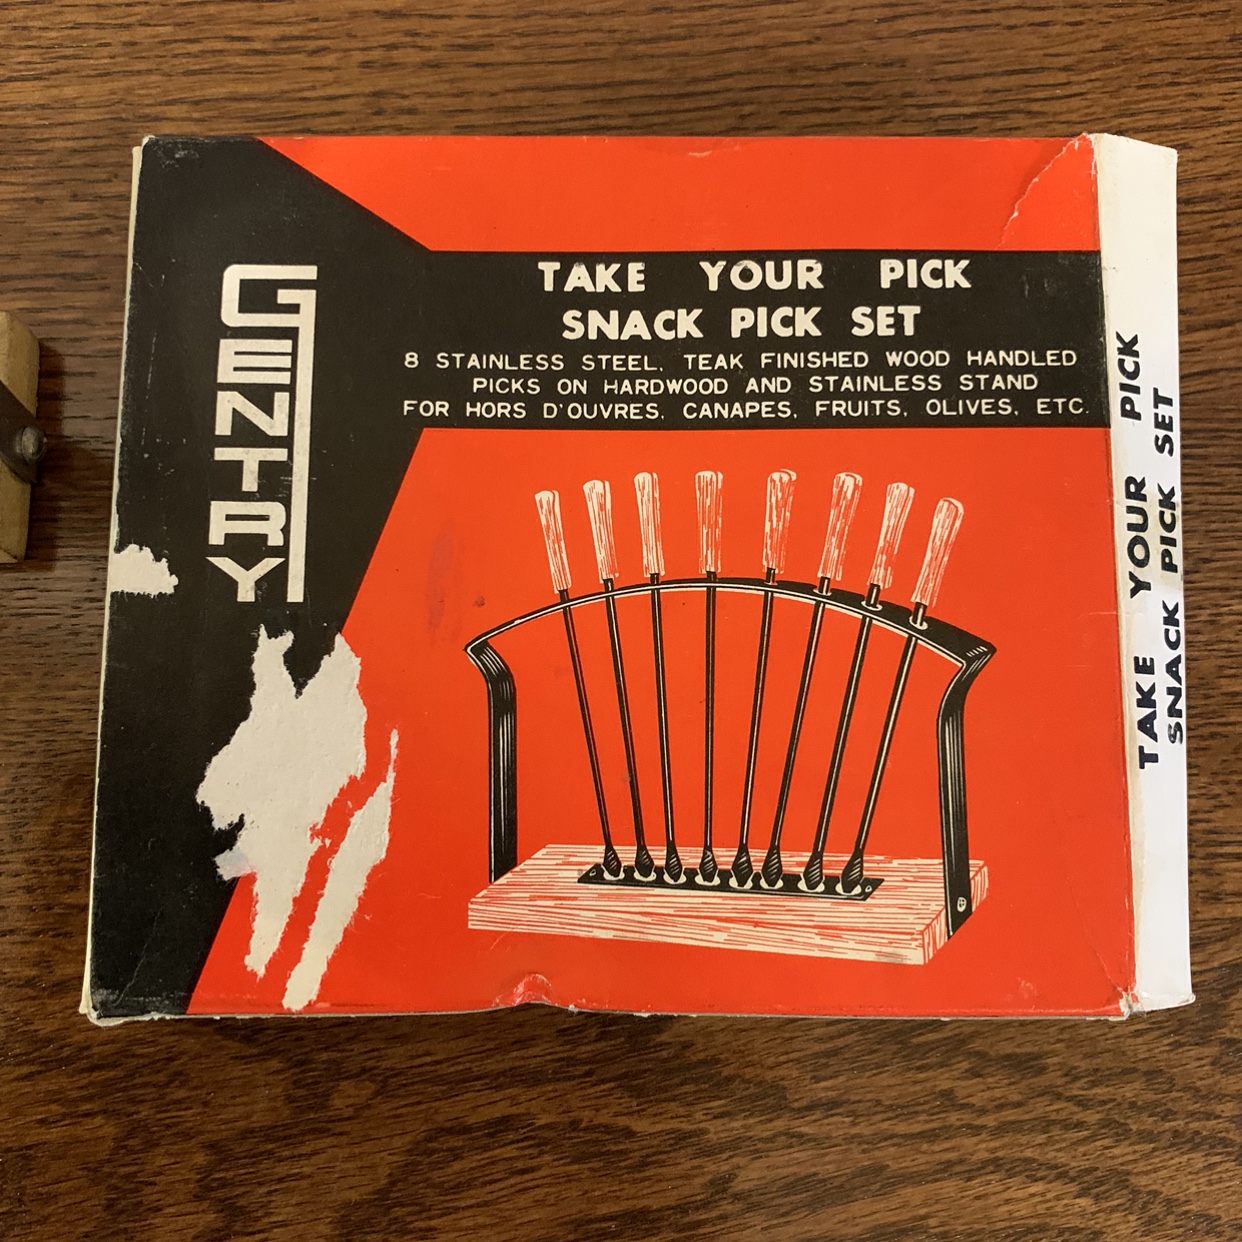 GENTRY
TAKE YOUR PICK
SNACK PICK SET
8 STAINLESS STEEL, TEAK FINISHED WOOD HANDLED
PICKS ON HARDWOOD AND STAINLESS STAND
FOR HORS D'OUVRES, CANAPES, FRUITS, OLIVES, ETC.
TAKE YOUR PICK
SNACK PICK SET